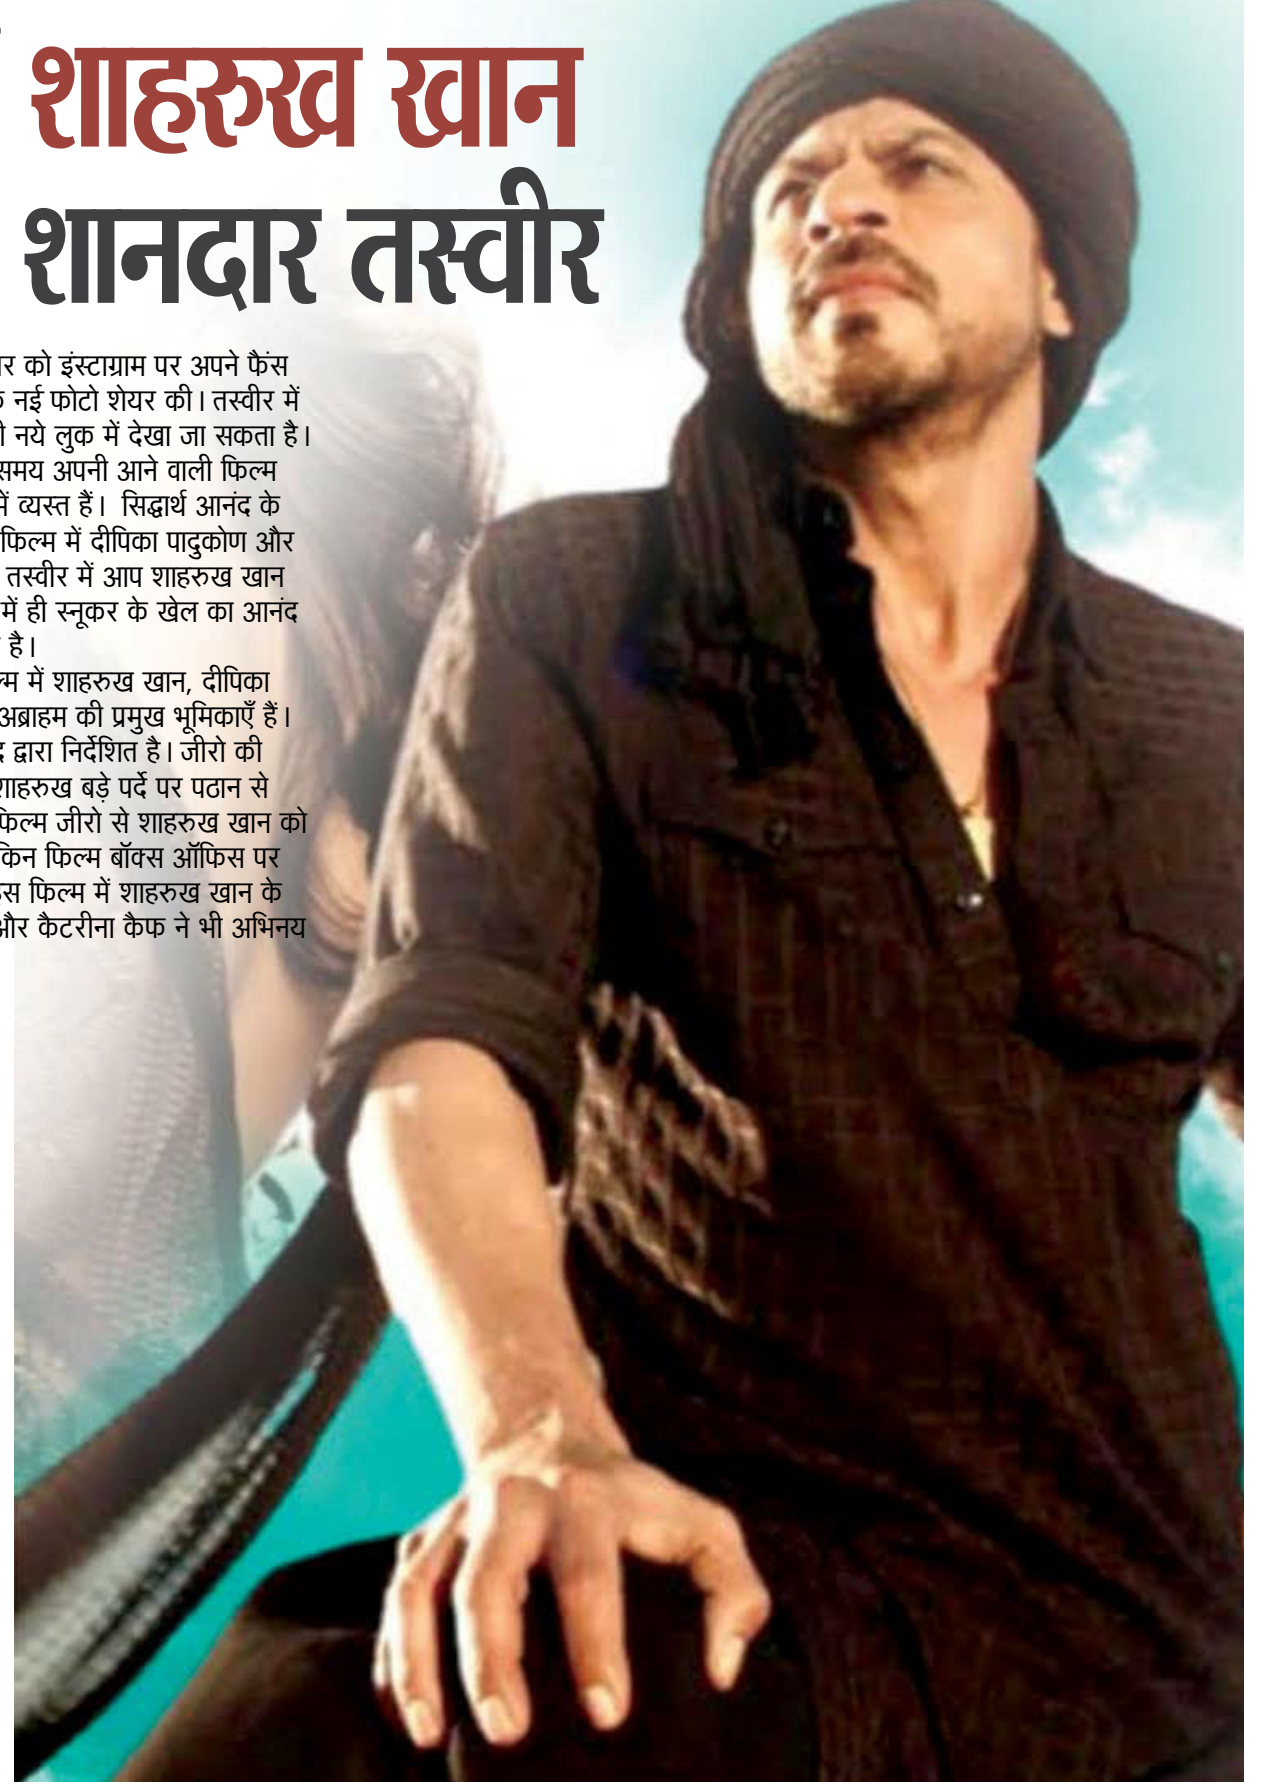 शाहरुख खान
शानदार तस्वीर
को इंस्टाग्राम पर अपने फैंस
नई फोटो शेयर की। तस्वीर में
नये लुक में देखा जा सकता है।
समय अपनी आने वाली फिल्म
में व्यस्त हैं। सिद्धार्थ आनंद के
फिल्म में दीपिका पादुकोण और
तस्वीर में आप शाहरुख खान
में ही स्नूकर के खेल का आनंद
है।
में शाहरुख खान, दीपिका
अब्राहम की प्रमुख भूमिकाएँ हैं।
द्वारा निर्देशित है। जीरो की
शाहरुख बड़े पर्दे पर पठान से
फिल्म जीरो से शाहरुख खान को
फिल्म बॉक्स ऑफिस पर
फिल्म में शाहरुख खान के
और कैटरीना कैफ ने भी अभिनय